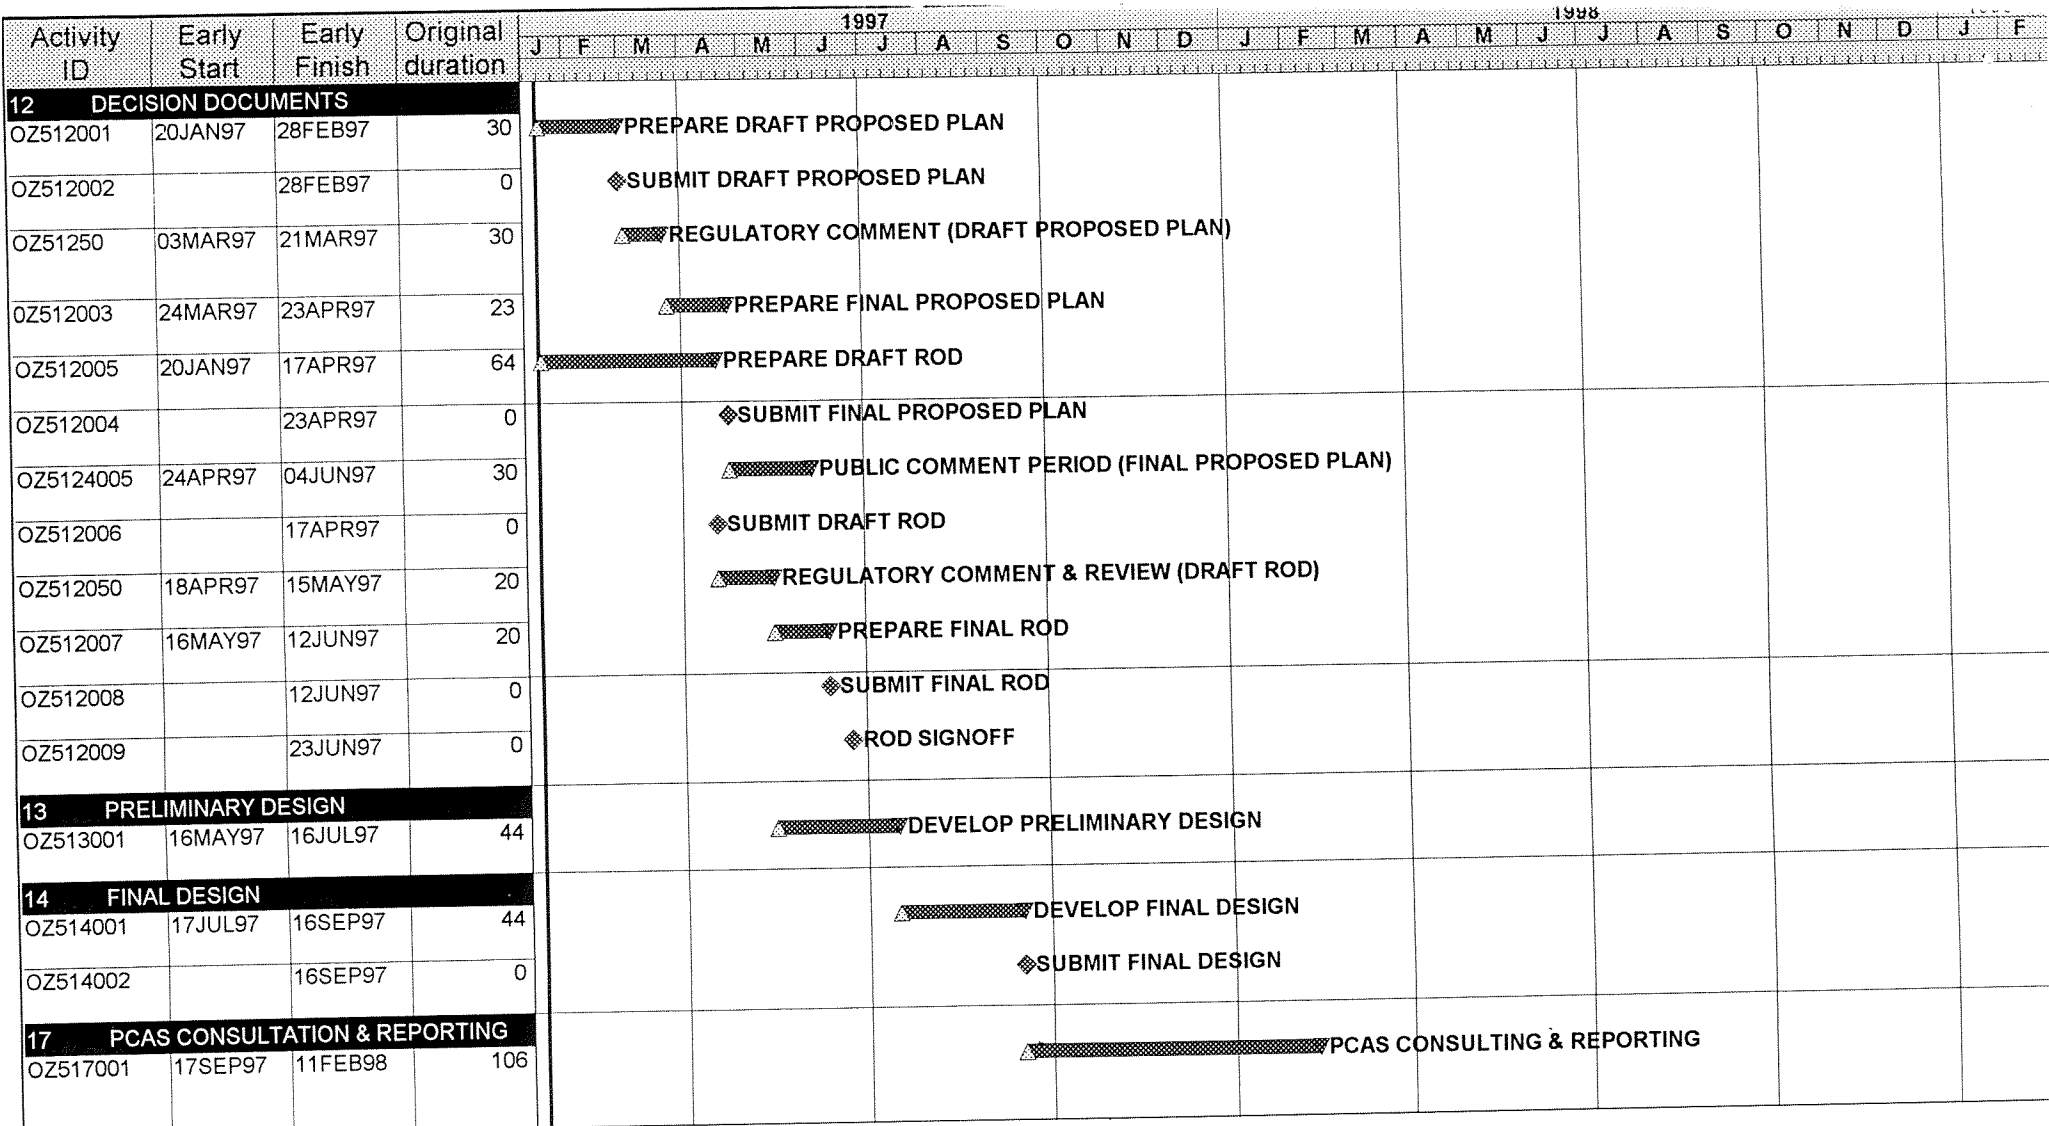 1997 1998
Activity ID Early Start Early Finish Original duration J F M A M J J A S O N D J F M A M J J A S O N D J F
12 DECISION DOCUMENTS
OZ512001 20JAN97 28FEB97 30 PREPARE DRAFT PROPOSED PLAN
OZ512002 28FEB97 0 SUBMIT DRAFT PROPOSED PLAN
OZ51250 03MAR97 21MAR97 30 REGULATORY COMMENT (DRAFT PROPOSED PLAN)
0Z512003 24MAR97 23APR97 23 PREPARE FINAL PROPOSED PLAN
OZ512005 20JAN97 17APR97 64 PREPARE DRAFT ROD
OZ512004 23APR97 0 SUBMIT FINAL PROPOSED PLAN
OZ5124005 24APR97 04JUN97 30 PUBLIC COMMENT PERIOD (FINAL PROPOSED PLAN)
OZ512006 17APR97 0 SUBMIT DRAFT ROD
OZ512050 18APR97 15MAY97 20 REGULATORY COMMENT & REVIEW (DRAFT ROD)
OZ512007 16MAY97 12JUN97 20 PREPARE FINAL ROD
OZ512008 12JUN97 0 SUBMIT FINAL ROD
OZ512009 23JUN97 0 ROD SIGNOFF
13 PRELIMINARY DESIGN
OZ513001 16MAY97 16JUL97 44 DEVELOP PRELIMINARY DESIGN
14 FINAL DESIGN
OZ514001 17JUL97 16SEP97 44 DEVELOP FINAL DESIGN
OZ514002 16SEP97 0 SUBMIT FINAL DESIGN
17 PCAS CONSULTATION & REPORTING
OZ517001 17SEP97 11FEB98 106 PCAS CONSULTING & REPORTING